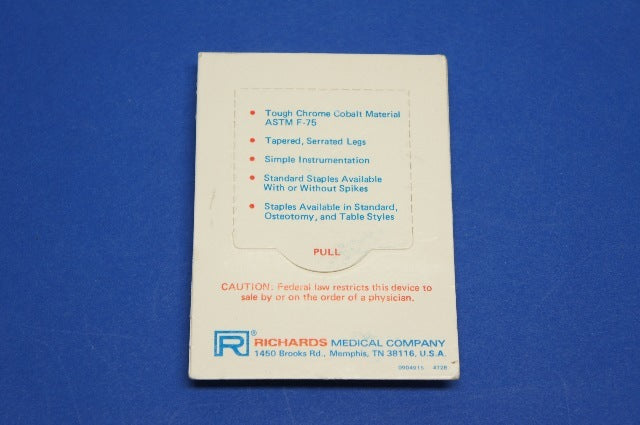 • Tough Chrome Cobalt Material
ASTM F-75
• Tapered, Serrated Legs
• Simple Instrumentation
• Standard Staples Available
With or Without Spikes
• Staples Available in Standard,
Osteotomy, and Table Styles
PULL
CAUTION: Federal law restricts this device to
sale by or on the order of a physician.
R® RICHARDS MEDICAL COMPANY
1450 Brooks Rd., Memphis, TN 38116, U.S.A.
0904915 4728